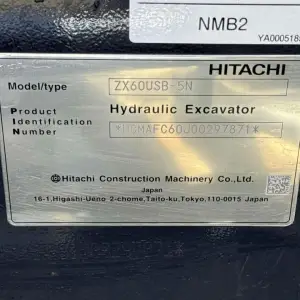 NMB2
YA000518
HITACHI
Model/type ZX60USB-5N
Product Hydraulic Excavator
Identification
Number
Hitachi Construction Machinery Co.,Ltd.
Japan
16-1,Higashi-Ueno 2-chome,Taito-ku,Tokyo,110-0015 Japan